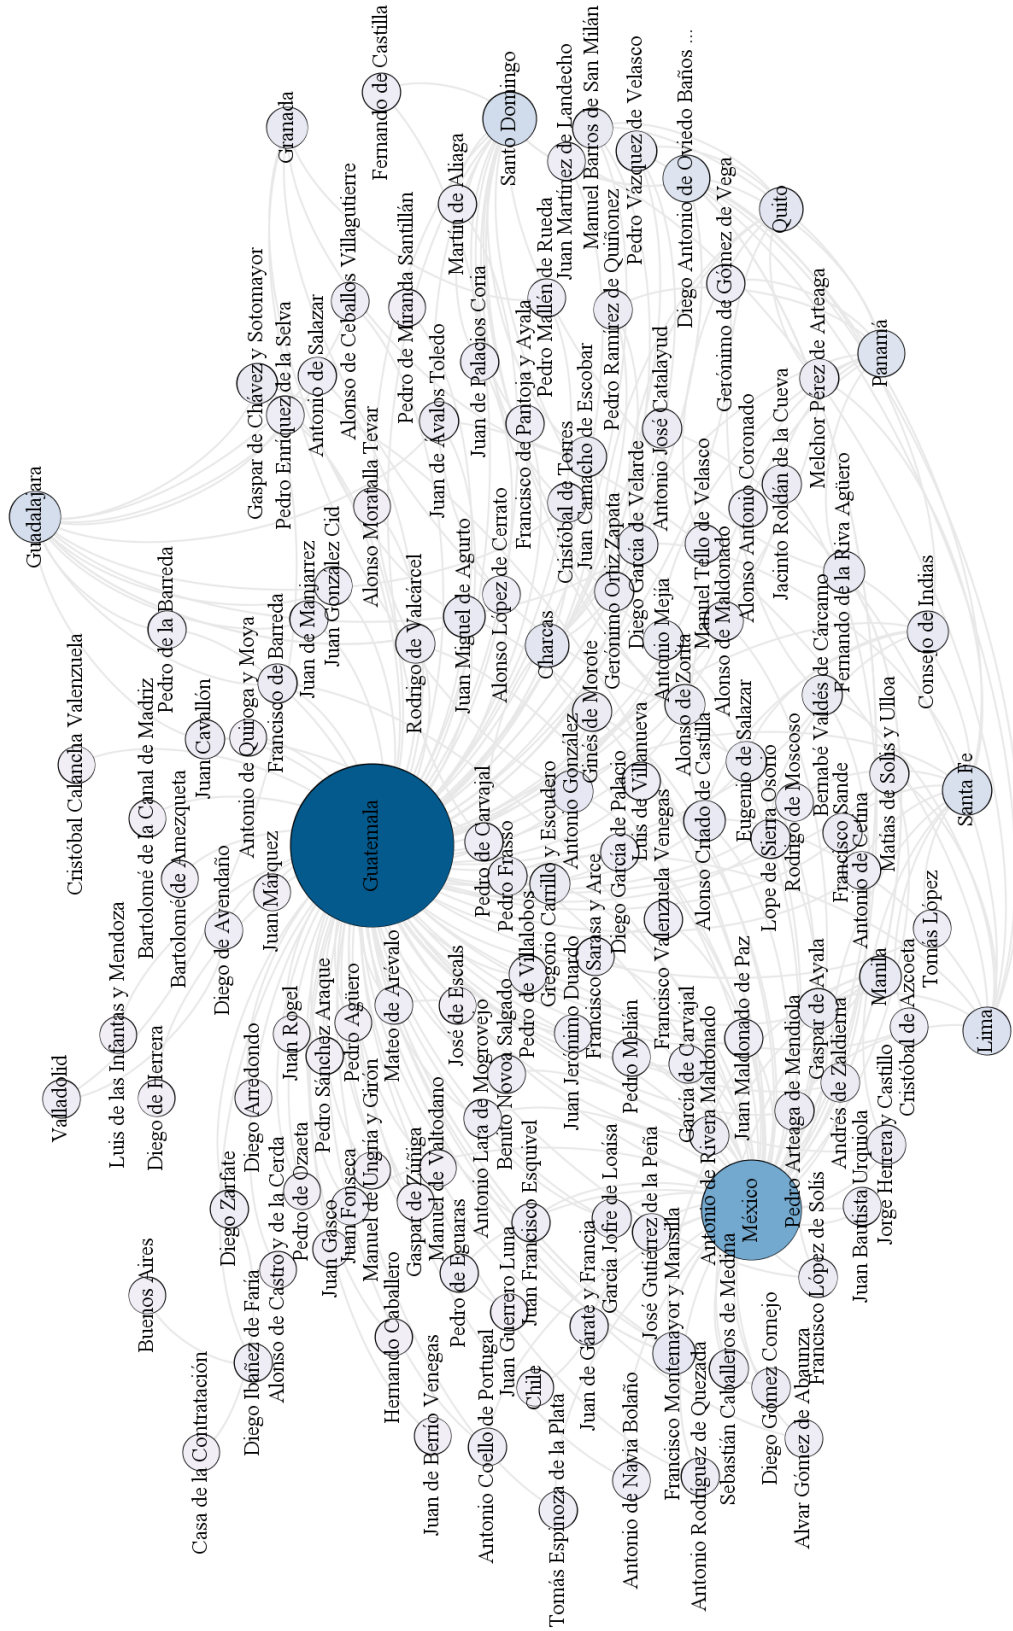 Guadalajara
Granada
Fernando de Castilla
Santo Domingo
Gaspar de Chávez y Sotomayor
Pedro Enríquez de la Selva
Antonio de Salazar
Alonso de Ceballos Villagutierre
Pedro de Miranda Santillán
Martín de Aliaga
Juan Martínez de Landecho
Manuel Barros de San Milán
Pedro Vázquez de Velasco
Diego Antonio de Oviedo Baños ...
Quito
Alonso Moratalla Tevar
Juan de Ávalos Toledo
Juan de Palacios Coria
Francisco de Pantoja y Ayala
Pedro Mallén de Rueda
Pedro Ramírez de Quiñonez
Gerónimo de Gómez de Vega
Panamá
Melchor Pérez de Arteaga
Cristóbal de Torres
Juan Camacho de Escobar
Antonio José Catalayud
Diego García de Velarde
Gerónimo Ortiz Zapata
Manuel Tello de Velasco
Alonso Antonio Coronado
Jacinto Roldán de la Cueva
Fernando de la Riva Agüero
Consejo de Indias
Pedro de la Barreda
Juan de Manjarrez
Juan González Cid
Rodrigo de Valcárcel
Juan Miguel de Agurto
Alonso López de Cerrato
Charcas
Antonio Mejía
Alonso de Maldonado
Alonso de Zorita
Ginés de Morote
Bernabé Valdés de Cárcamo
Cristóbal Calancha Valenzuela
Bartolomé de la Canal de Madriz
Juan Cavallón
Antonio de Quiroga y Moya
Francisco de Barreda
Bartolomé de Amezqueta
Diego de Avendaño
Juan Márquez
Guatemala
Pedro de Carvajal
Pedro Frasso
Gregorio Carrillo y Escudero
Antonio González
Luis de Villanueva
Diego García de Palacio
Alonso Criado de Castilla
Eugenio de Salazar
Lope de Sierra Osorio
Rodrigo de Moscoso
Francisco Sande
Matías de Solís y Ulloa
Antonio de Cetina
Santa Fe
Tomás López
Manila
Cristóbal de Azcoeta
Lima
Valladolid
Luis de las Infantas y Mendoza
Diego de Herrera
Diego Arredondo
Juan Rogel
Pedro Sánchez Araque
Pedro Agüero
Mateo de Arévalo
José de Escals
Pedro de Villalobos
Benito Novoa Salgado
Antonio Lara de Mogrovejo
Francisco Sarasa y Arce
Juan Jerónimo Duardo
Francisco Valenzuela Venegas
Pedro Melián
García de Carvajal
Juan Maldonado de Paz
Antonio de Rivera Maldonado
Pedro Arteaga de Mendiola
Gaspar de Ayala
Andrés de Zaldierna
Jorge Herrera y Castillo
Juan Bautista Urquiola
Francisco López de Solís
México
Diego Zarfate
Alonso de Castro y de la Cerda
Pedro de Ozaeta
Juan Gasco
Juan Fonseca
Manuel de Ungría y Girón
Gaspar de Zúñiga
Manuel de Valtodano
Pedro de Eguaras
Juan Francisco Esquivel
Juan Guerrero Luna
García Jofre de Loaisa
Juan de Gárate y Francia
José Gutiérrez de la Peña
Francisco Montemayor y Mansilla
Sebastián Caballeros de Medina
Diego Gómez Cornejo
Alvar Gómez de Abaunza
Antonio Rodríguez de Quezada
Antonio de Navia Bolaño
Chile
Tomás Espinoza de la Plata
Antonio Coello de Portugal
Juan de Berrio Venegas
Hernando Caballero
Diego Ibañez de Faria
Buenos Aires
Casa de la Contratación